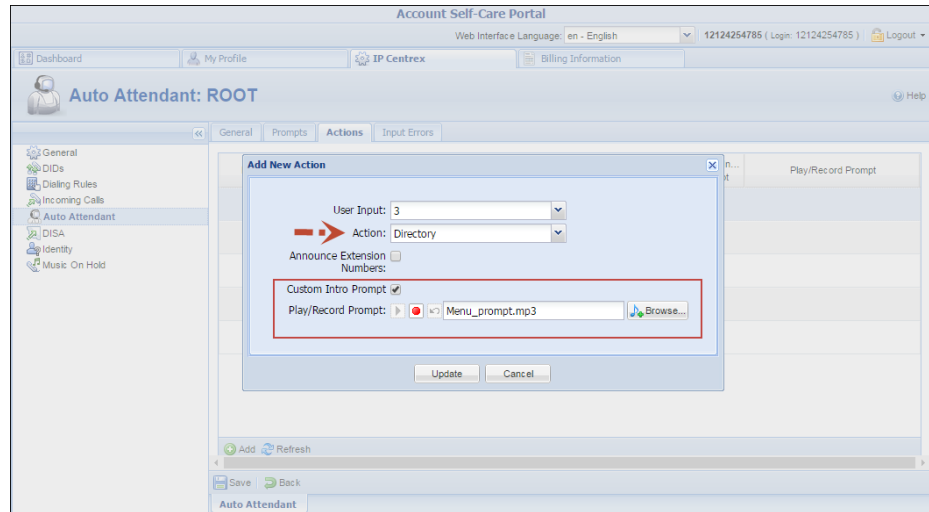 Account Self-Care Portal
Web Interface Language: en - English 12124254785 ( Login: 12124254785 ) Logout
Dashboard My Profile IP Centrex Billing Information
Auto Attendant: ROOT
Help
General Prompts Actions Input Errors
General
DIDs
Dialing Rules
Incoming Calls
Auto Attendant
DISA
Identity
Music On Hold
Play/Record Prompt
Add New Action
User Input: 3
Action: Directory
Announce Extension
Numbers:
Custom Intro Prompt
Play/Record Prompt: Menu_prompt.mp3 Browse...
Update Cancel
Add Refresh
Save Back
Auto Attendant